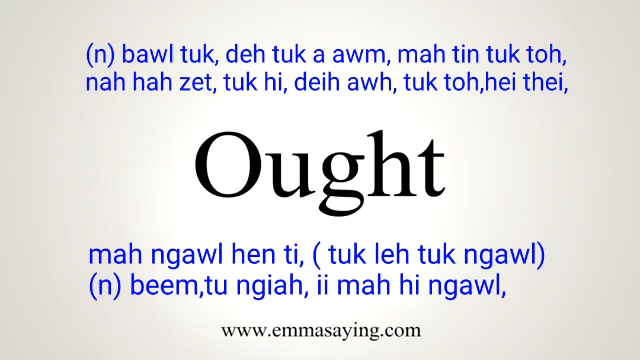 (n) bawl tuk, deh tuk a awm, mah tin tuk toh,
nah hah zet, tuk hi, deih awh, tuk toh,hei thei,
Ought
mah ngawl hen ti, ( tuk leh tuk ngawl)
(n) beem,tu ngiah, ii mah hi ngawl,
www.emmasaying.com